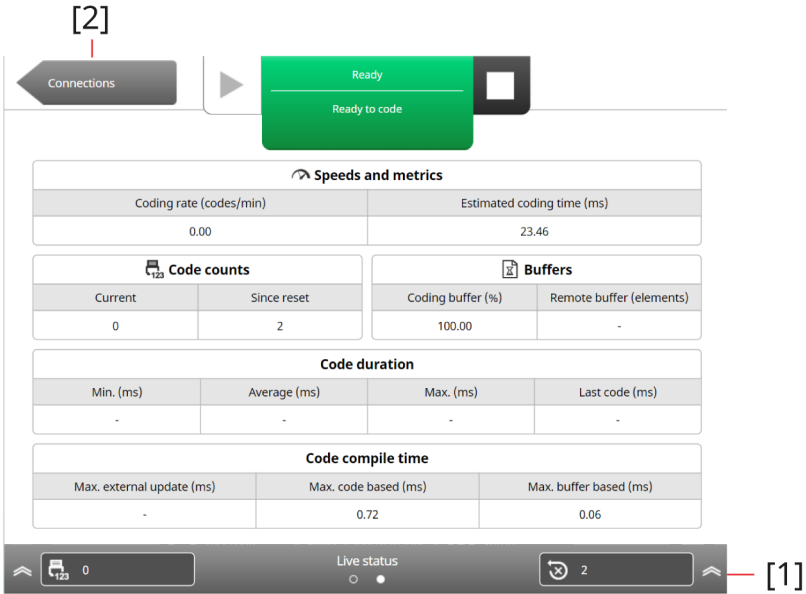 [2]
Connections
Ready
Ready to code
Speeds and metrics
Coding rate (codes/min) Estimated coding time (ms)
0.00 23.46
123 Code counts Buffers
Current Since reset Coding buffer (%) Remote buffer (elements)
0 2 100.00 -
Code duration
Min. (ms) Average (ms) Max. (ms) Last code (ms)
- - - -
Code compile time
Max. external update (ms) Max. code based (ms) Max. buffer based (ms)
- 0.72 0.06
123 0 Live status 2
[1]